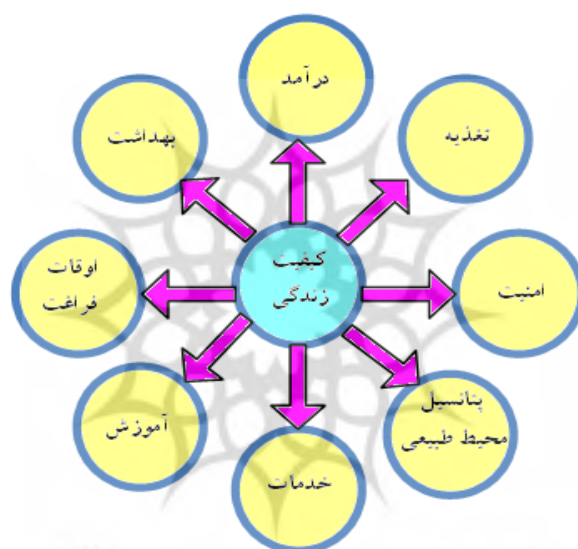 درآمد
بهداشت
تغذیه
کیفیت
زندگی
اوقات
فراغت
امنیت
آموزش
پتانسیل
محیط طبیعی
خدمات